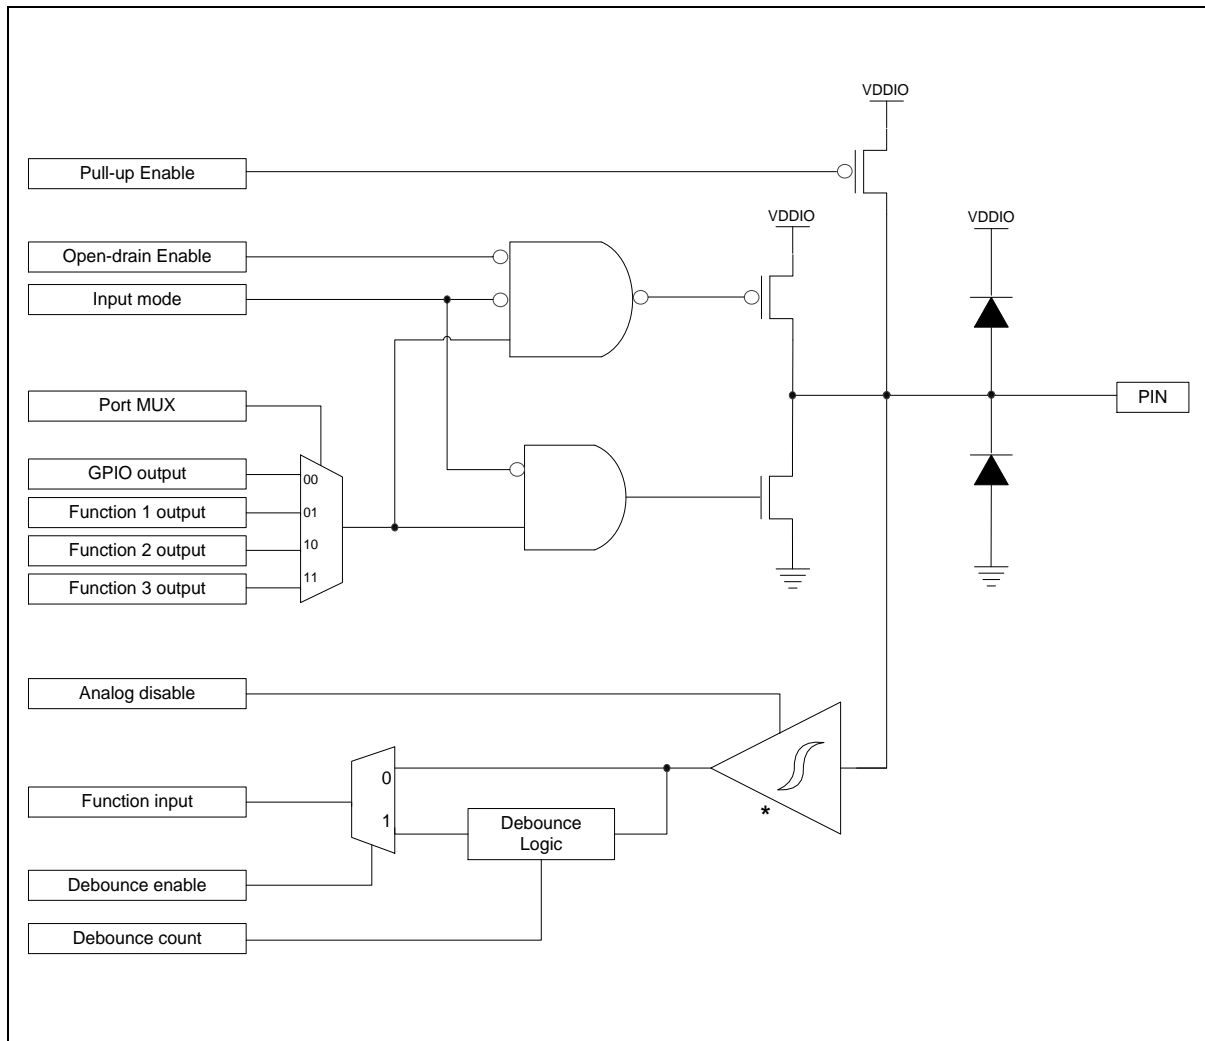 VDDIO
Pull-up Enable
VDDIO
VDDIO
Open-drain Enable
Input mode
Port MUX
PIN
GPIO output
00
Function 1 output
01
Function 2 output
10
Function 3 output
11
Analog disable
0
Function input
*
1
Debounce
Logic
Debounce enable
Debounce count